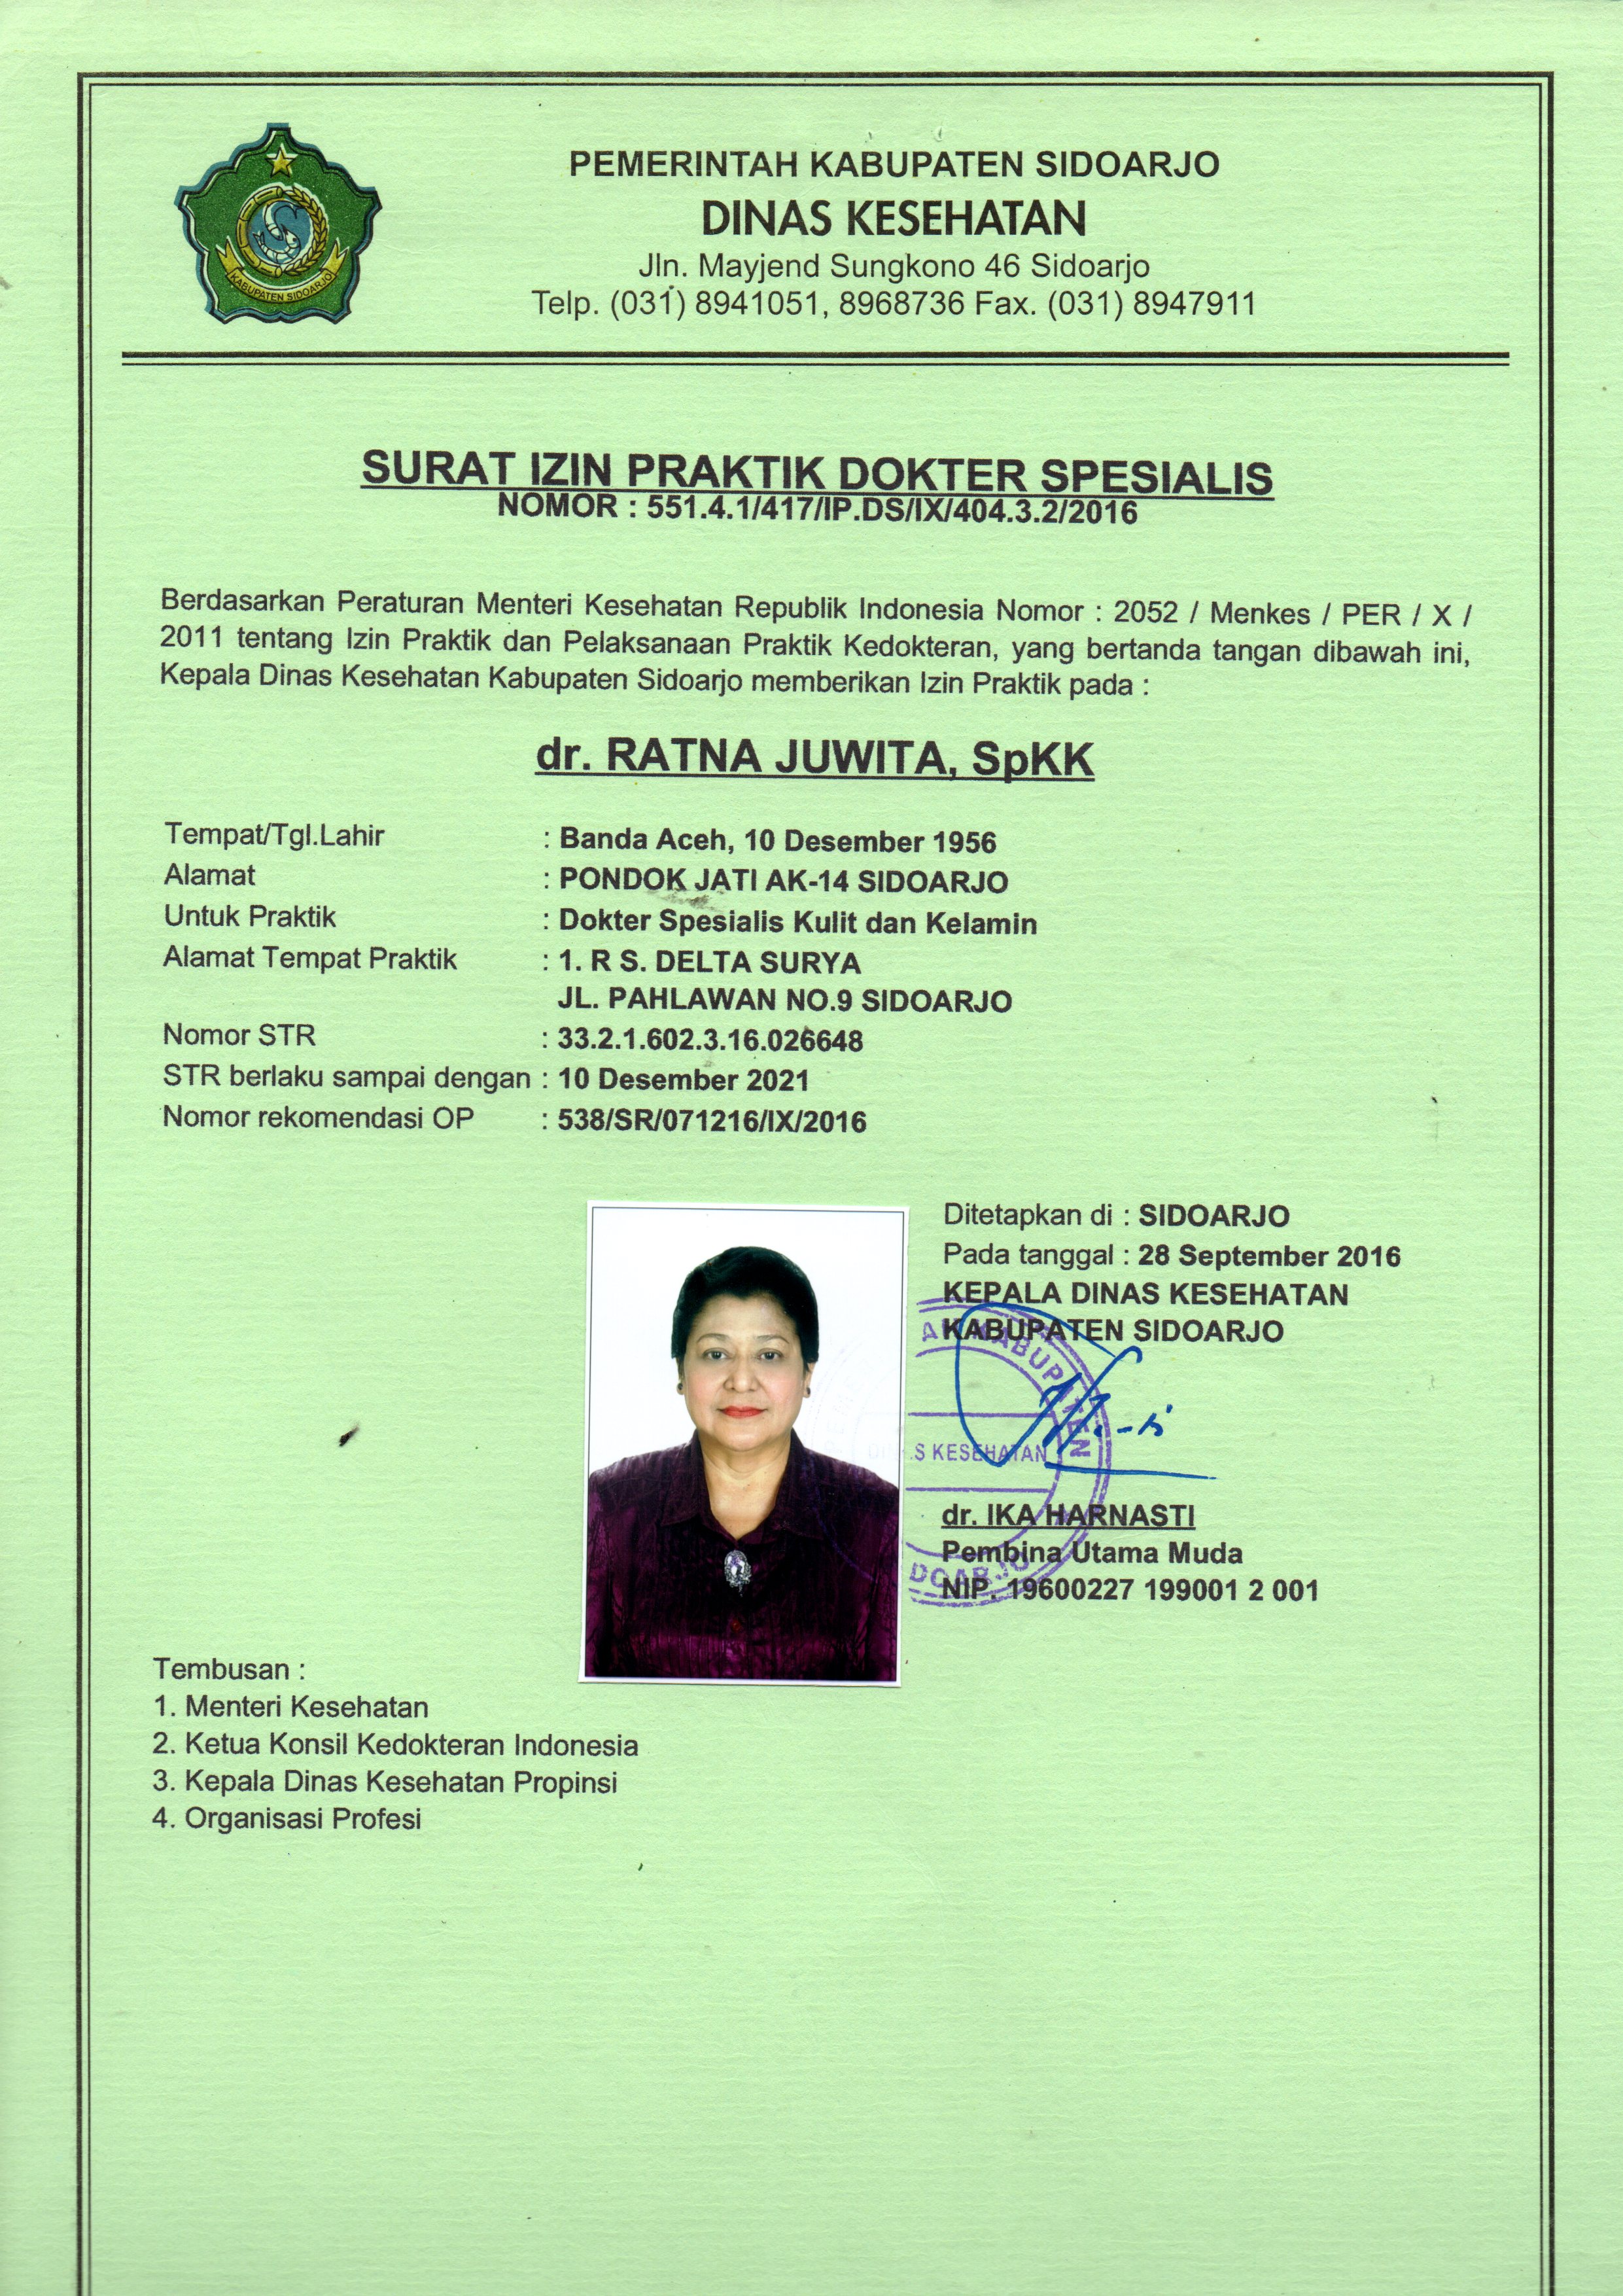 PEMERINTAH KABUPATEN SIDOARJO
DINAS KESEHATAN
Jln. Mayjend Sungkono 46 Sidoarjo
Telp. (031) 8941051, 8968736 Fax. (031) 8947911
KABUPATEN SIDOARJO
SURAT IZIN PRAKTIK DOKTER SPESIALIS
NOMOR : 551.4.1/417/IP.DS/IX/404.3.2/2016
Berdasarkan Peraturan Menteri Kesehatan Republik Indonesia Nomor : 2052 / Menkes / PER / X /
2011 tentang Izin Praktik dan Pelaksanaan Praktik Kedokteran, yang bertanda tangan dibawah ini,
Kepala Dinas Kesehatan Kabupaten Sidoarjo memberikan Izin Praktik pada :
dr. RATNA JUWITA, SpKK
Tempat/Tgl.Lahir : Banda Aceh, 10 Desember 1956
Alamat : PONDOK JATI AK-14 SIDOARJO
Untuk Praktik : Dokter Spesialis Kulit dan Kelamin
Alamat Tempat Praktik : 1. R S. DELTA SURYA
JL. PAHLAWAN NO.9 SIDOARJO
Nomor STR : 33.2.1.602.3.16.026648
STR berlaku sampai dengan : 10 Desember 2021
Nomor rekomendasi OP : 538/SR/071216/IX/2016
Ditetapkan di : SIDOARJO
Pada tanggal : 28 September 2016
KEPALA DINAS KESEHATAN
KABUPATEN SIDOARJO
KABUPATEN
DINAS KESEHATAN
dr. IKA HARNASTI
Pembina Utama Muda
NIP. 19600227 199001 2 001
Tembusan :
1. Menteri Kesehatan
2. Ketua Konsil Kedokteran Indonesia
3. Kepala Dinas Kesehatan Propinsi
4. Organisasi Profesi